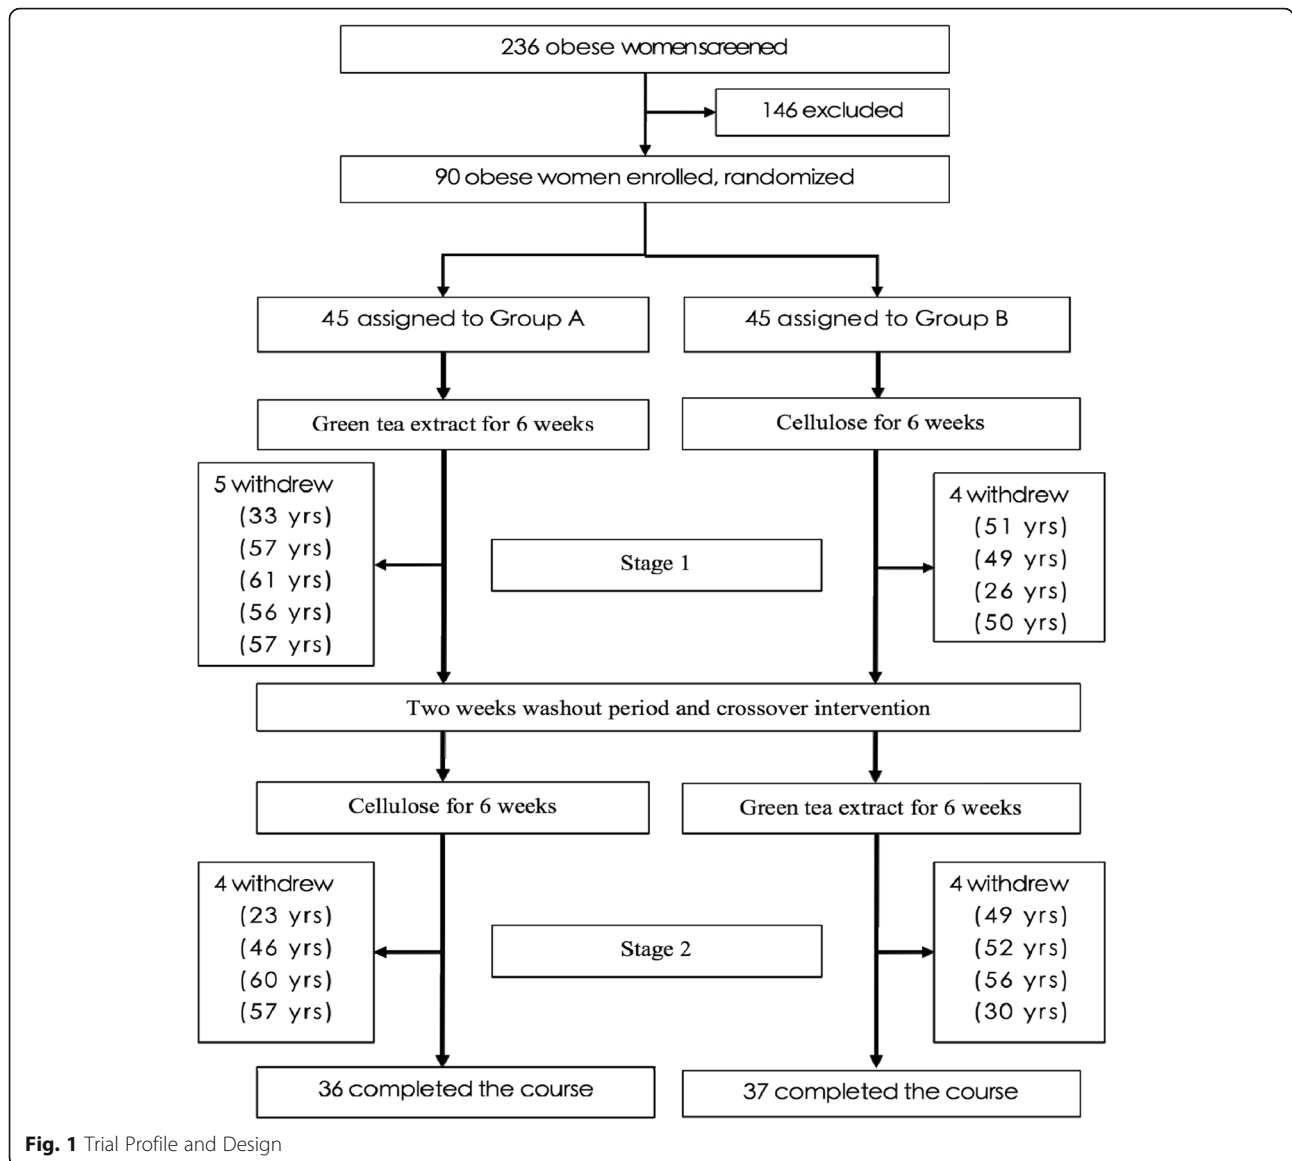 236 obese women screened
146 excluded
90 obese women enrolled, randomized
45 assigned to Group A
45 assigned to Group B
Green tea extract for 6 weeks
Cellulose for 6 weeks
5 withdrew
(33 yrs)
(57 yrs)
(61 yrs)
(56 yrs)
(57 yrs)
Stage 1
4 withdrew
(51 yrs)
(49 yrs)
(26 yrs)
(50 yrs)
Two weeks washout period and crossover intervention
Cellulose for 6 weeks
Green tea extract for 6 weeks
4 withdrew
(23 yrs)
(46 yrs)
(60 yrs)
(57 yrs)
Stage 2
4 withdrew
(49 yrs)
(52 yrs)
(56 yrs)
(30 yrs)
36 completed the course
37 completed the course
Fig. 1 Trial Profile and Design